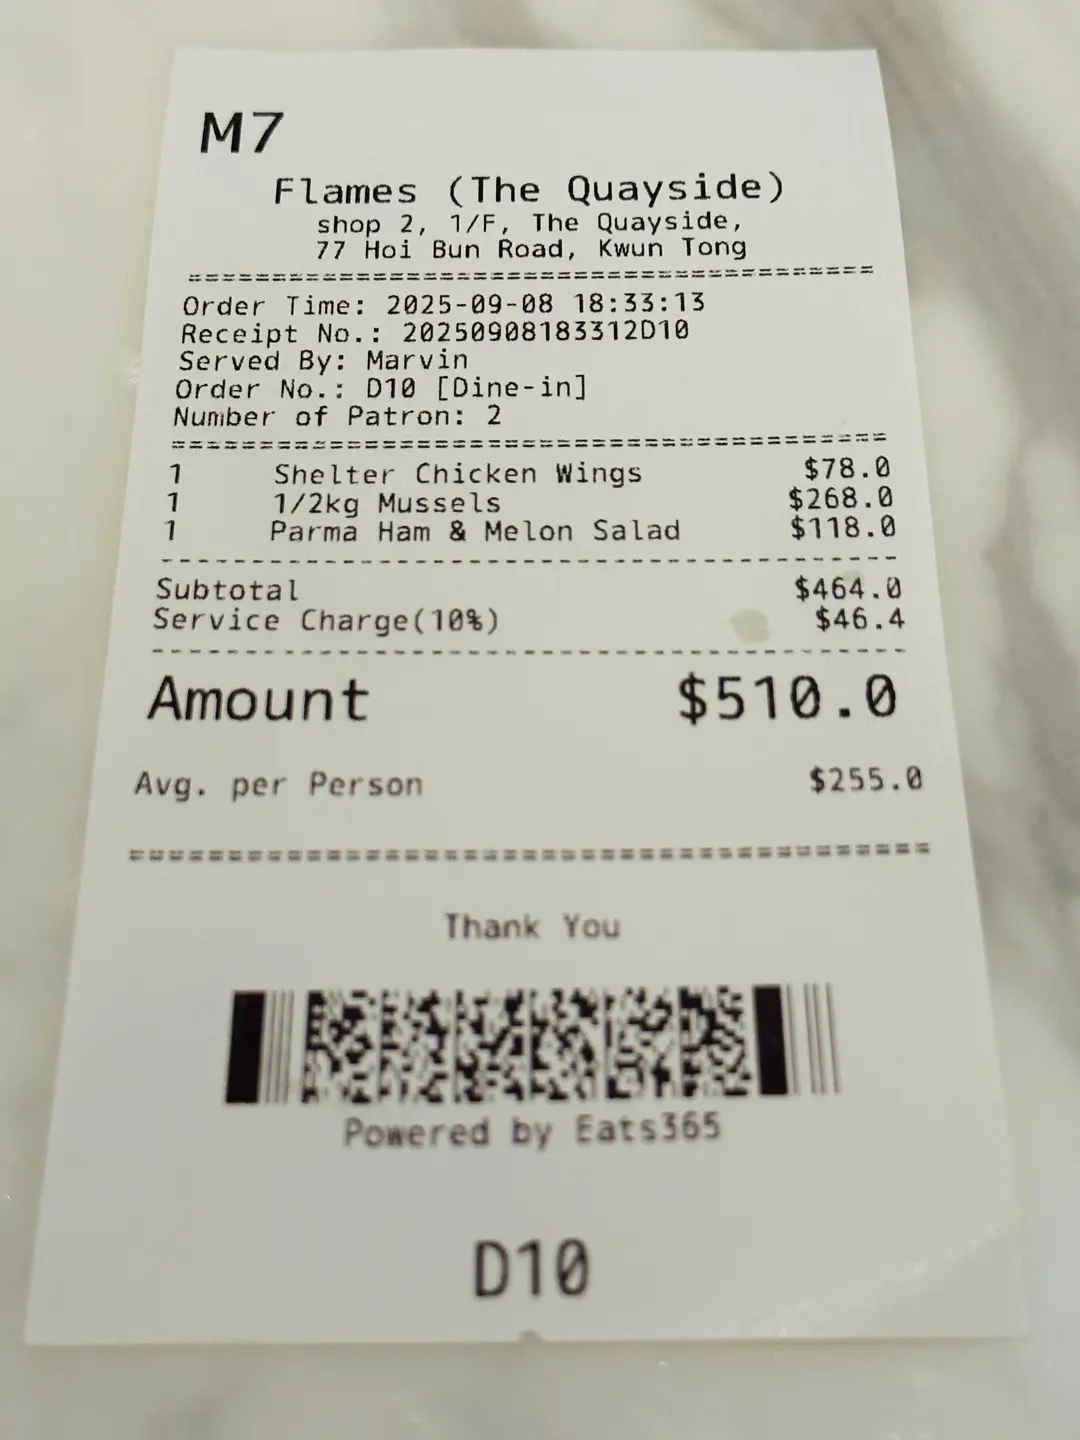 M7
Flames (The Quayside)
shop 2, 1/F, The Quayside,
77 Hoi Bun Road, Kwun Tong
Order Time: 2025-09-08 18:33:13
Receipt No.: 20250908183312D10
Served By: Marvin
Order No.: D10 [Dine-in]
Number of Patron: 2
1 Shelter Chicken Wings $78.0
1 1/2kg Mussels $268.0
1 Parma Ham & Melon Salad $118.0
Subtotal $464.0
Service Charge(10%) $46.4
Amount $510.0
Avg. per Person $255.0
Thank You
Powered by Eats365
D10